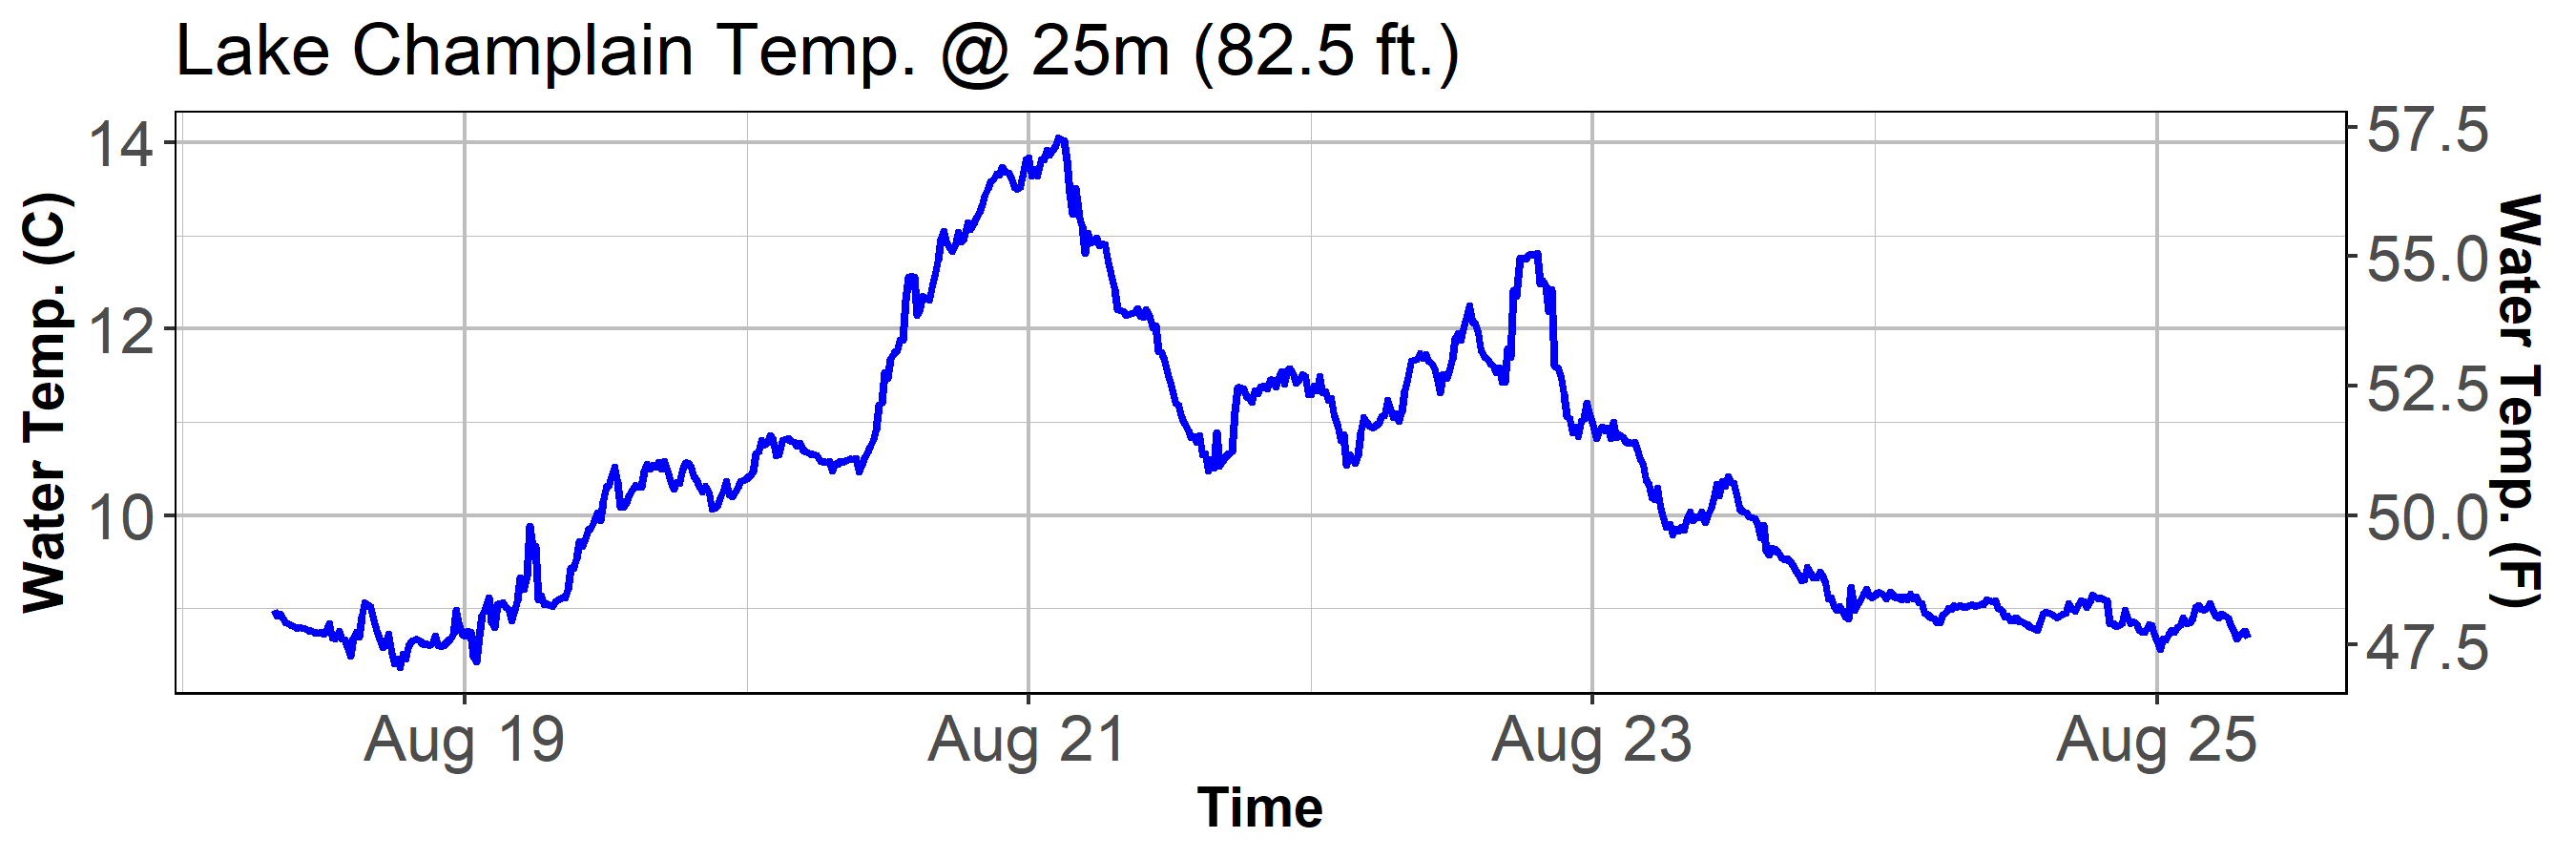 Lake Champlain Temp. @ 25m (82.5 ft.)
Water Temp. (C)
14
12
10
57.5
55.0
52.5
50.0
47.5
Water Temp. (F)
Aug 19
Aug 21
Aug 23
Aug 25
Time